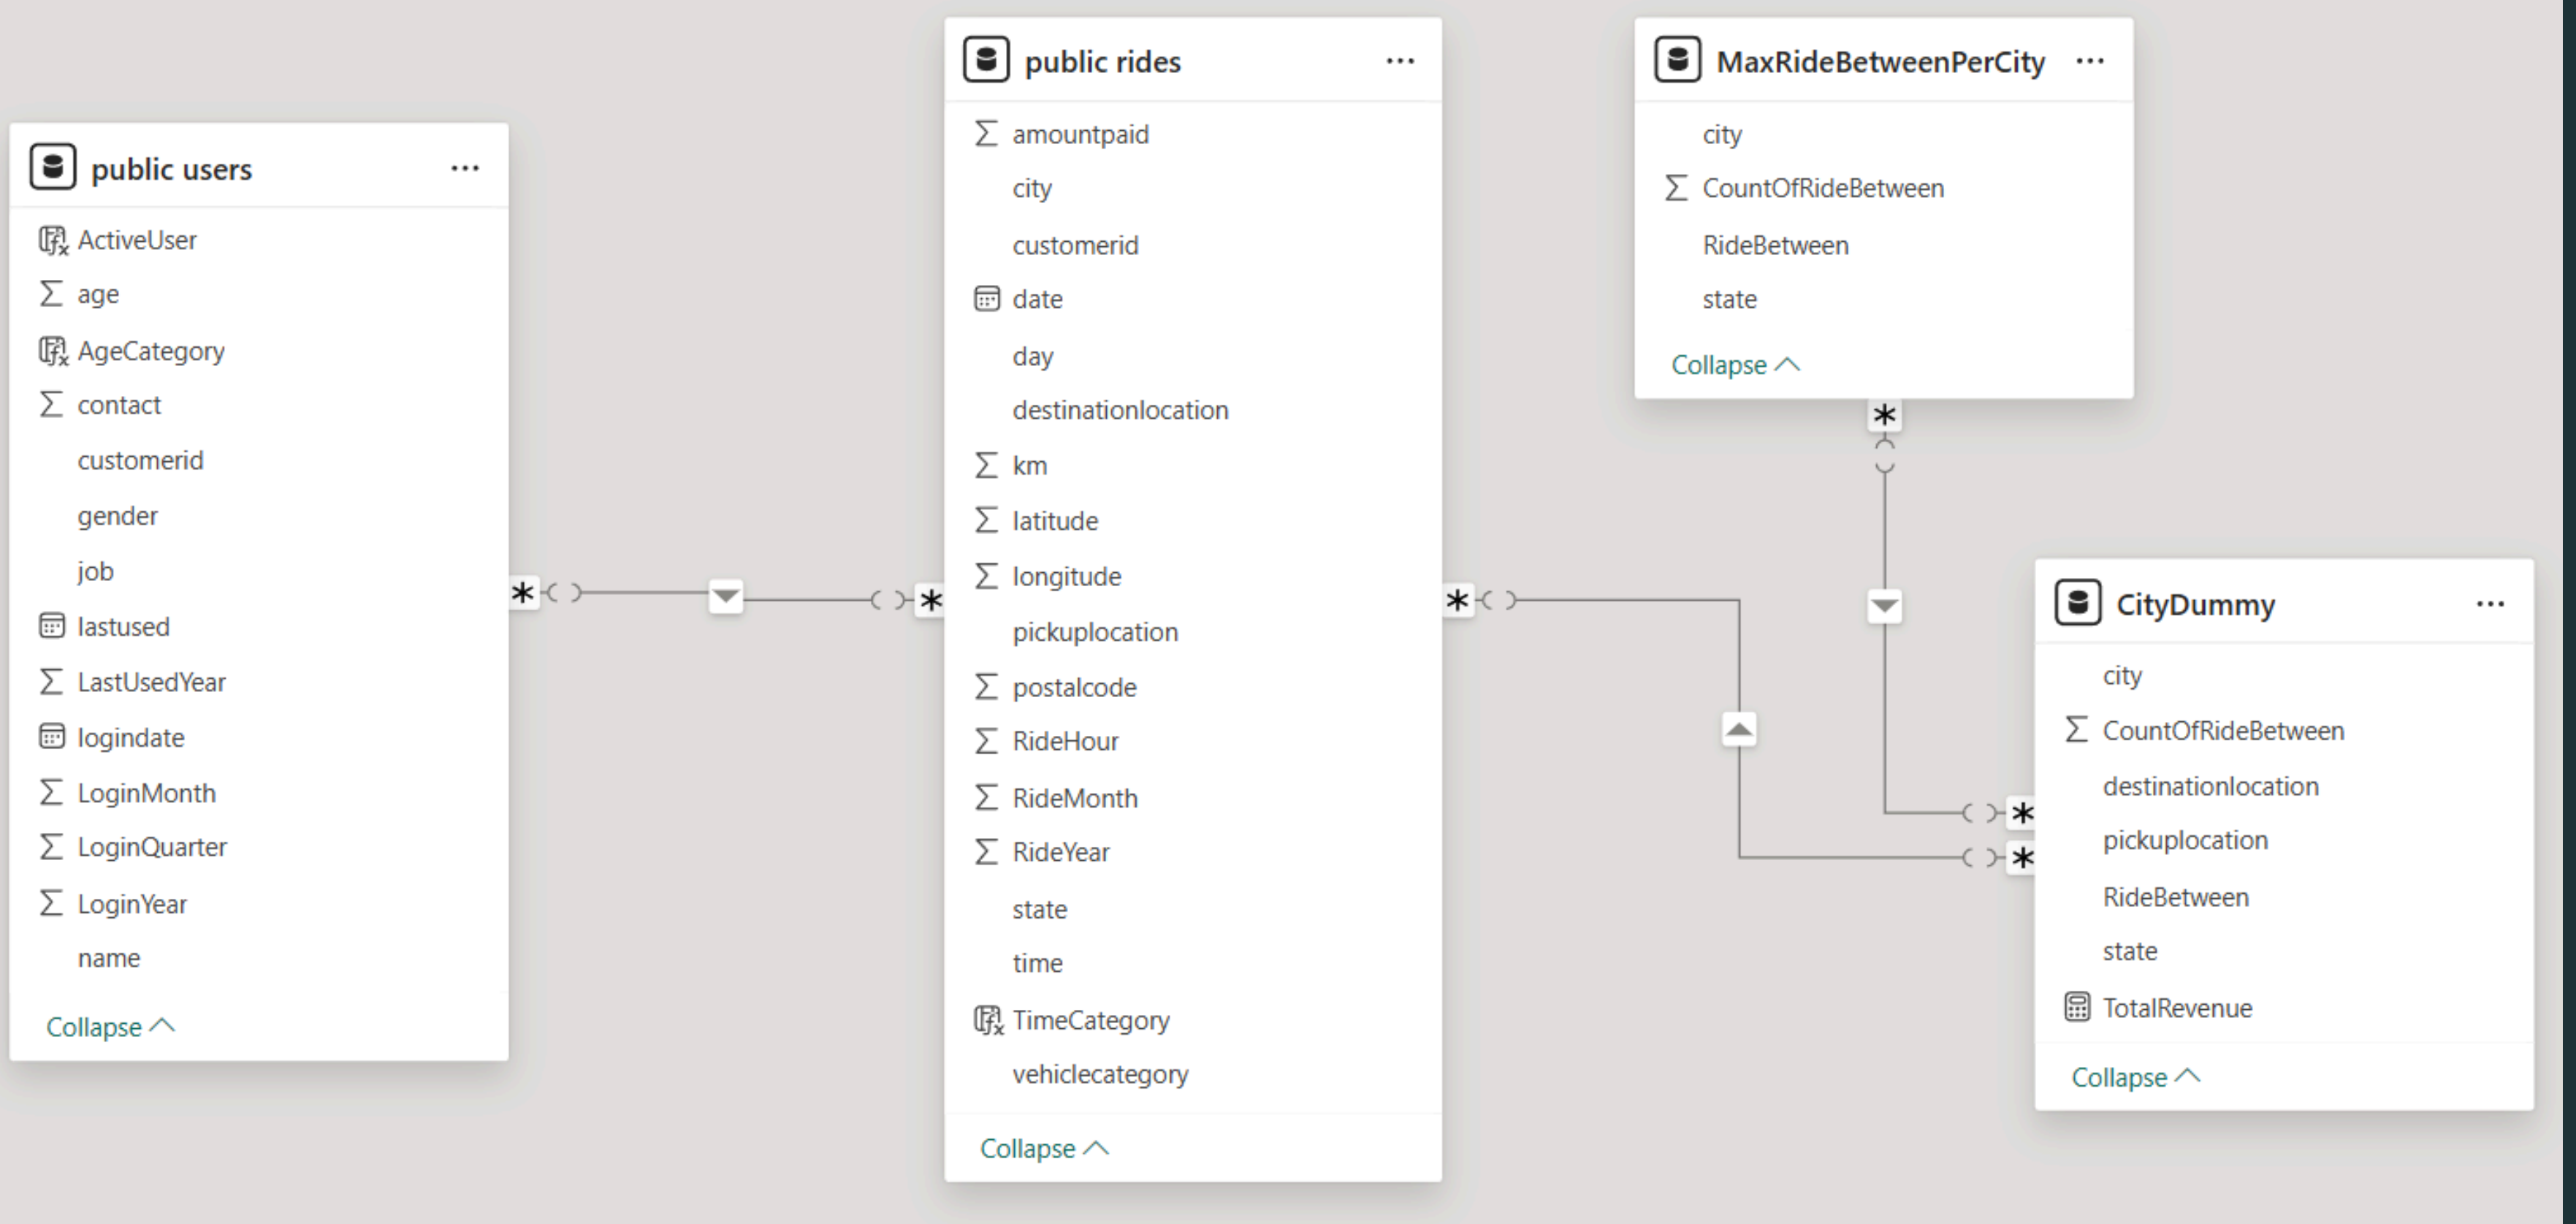 public users
ActiveUser
age
AgeCategory
contact
customerid
gender
job
lastused
LastUsedYear
logindate
LoginMonth
LoginQuarter
LoginYear
name
Collapse
public rides
amountpaid
city
customerid
date
day
destinationlocation
km
latitude
longitude
pickuplocation
postalcode
RideHour
RideMonth
RideYear
state
time
TimeCategory
vehiclecategory
Collapse
MaxRideBetweenPerCity
city
CountOfRideBetween
RideBetween
state
Collapse
CityDummy
city
CountOfRideBetween
destinationlocation
pickuplocation
RideBetween
state
TotalRevenue
Collapse